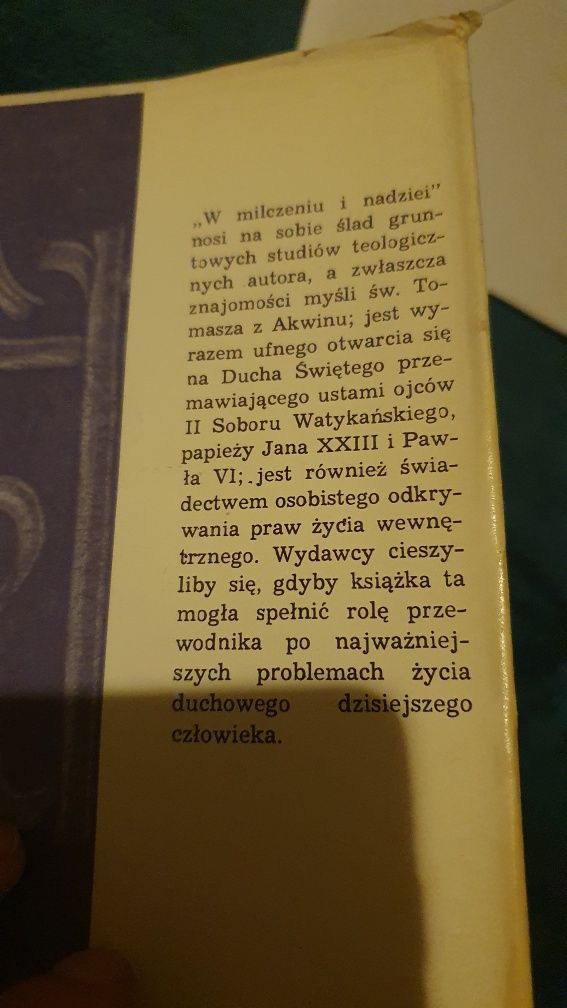 „W milczeniu i nadziei”
nosi na sobie ślad grun-
towych studiów teologicz-
nych autora, a zwłaszcza
znajomości myśli św. To-
masza z Akwinu; jest wy-
razem ufnego otwarcia się
na Ducha Świętego prze-
mawiającego ustami ojców
II Soboru Watykańskiego,
papieży Jana XXIII i Paw-
ła VI; jest również świa-
dectwem osobistego odkry-
wania praw życia wewnę-
trznego. Wydawcy cieszy-
liby się, gdyby książka ta
mogła spełnić rolę prze-
wodnika po najważniej-
szych problemach życia
duchowego dzisiejszego
człowieka.